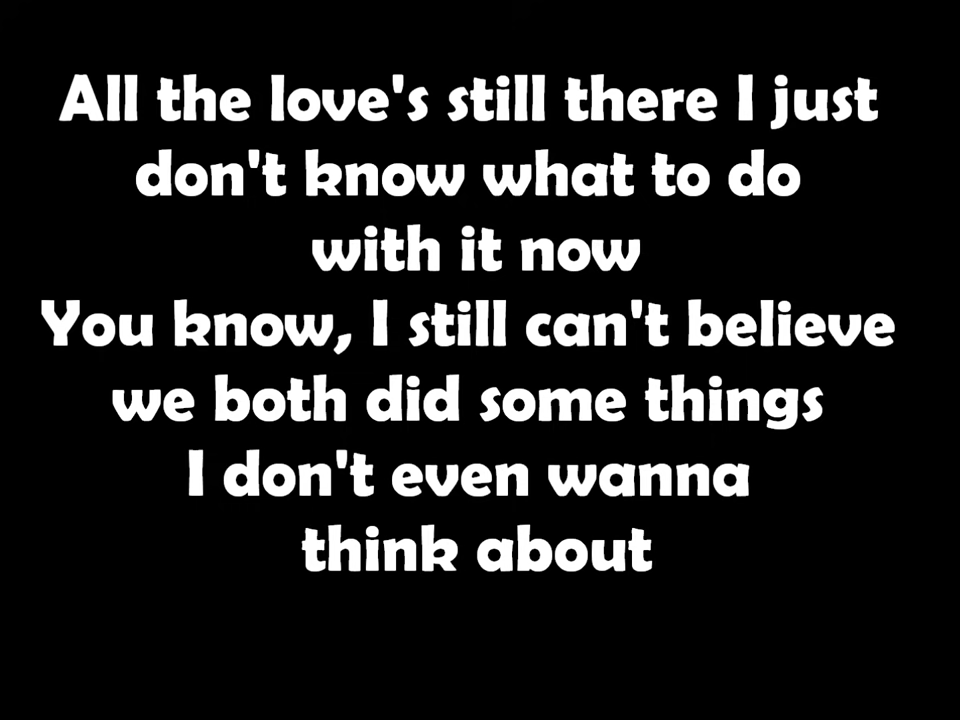 All the love's still there I just
don't know what to do
with it now
You know, I still can't believe
we both did some things
I don't even wanna
think about